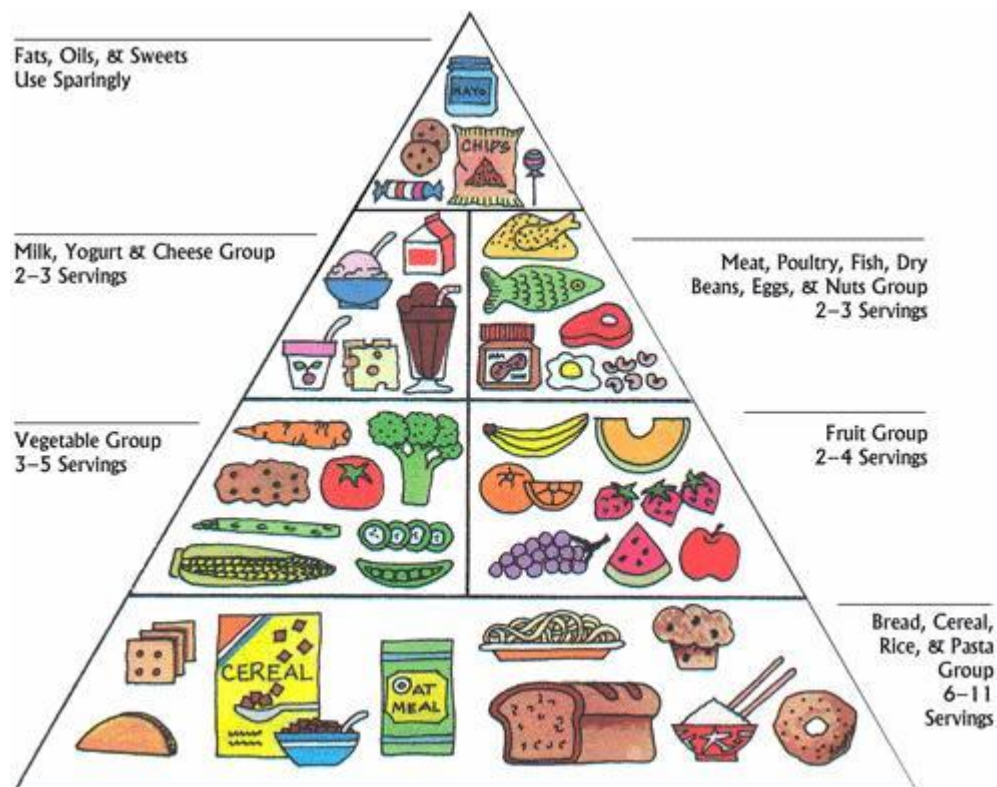 Fats, Oils, & Sweets
Use Sparingly
MAYO
CHIPS
Milk, Yogurt & Cheese Group
2–3 Servings
Meat, Poultry, Fish, Dry
Beans, Eggs, & Nuts Group
2–3 Servings
Vegetable Group
3–5 Servings
Fruit Group
2–4 Servings
Bread, Cereal,
Rice, & Pasta
Group
6–11
Servings
CEREAL
OAT
MEAL